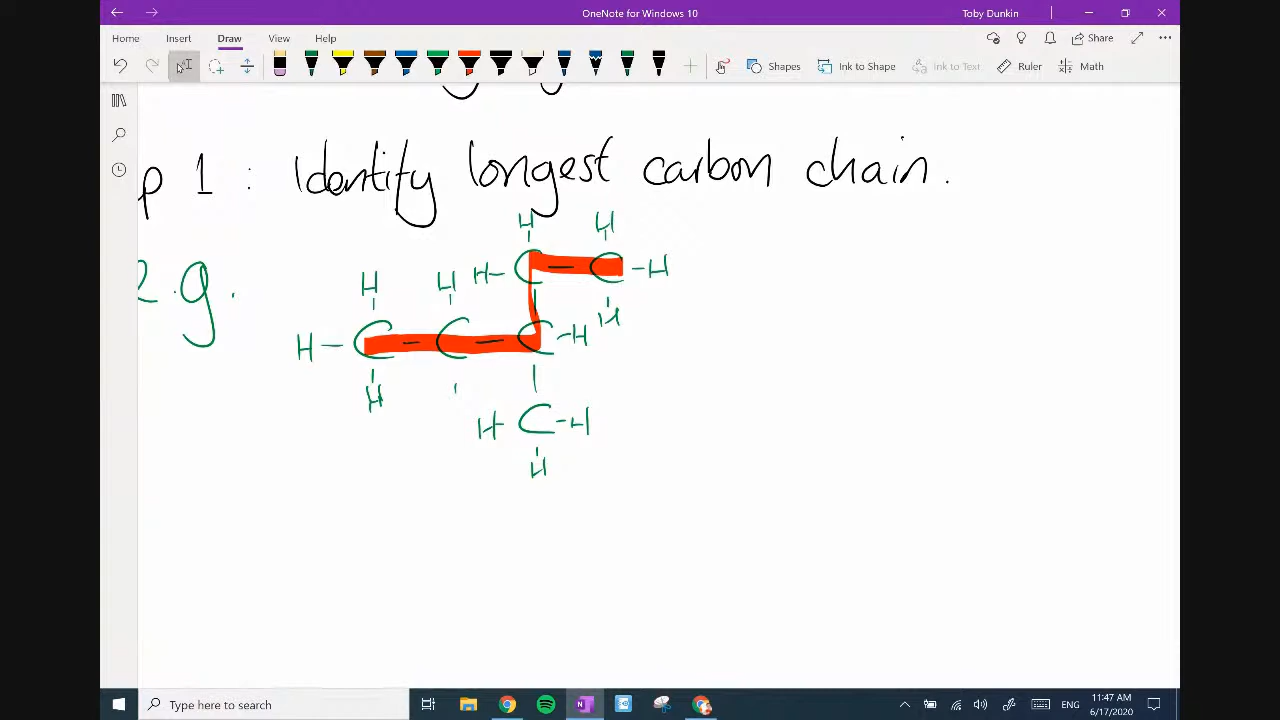 OneNote for Windows 10
Toby Dunkin
Home Insert Draw View Help
Share
Shapes Ink to Shape Ink to Text Ruler Math
p 1 : Identify longest carbon chain.
e.g.
H H
H H H-C-C-H
H
H-C-C-C-H
H
H C-H
H
Type here to search
11:47 AM
6/17/2020